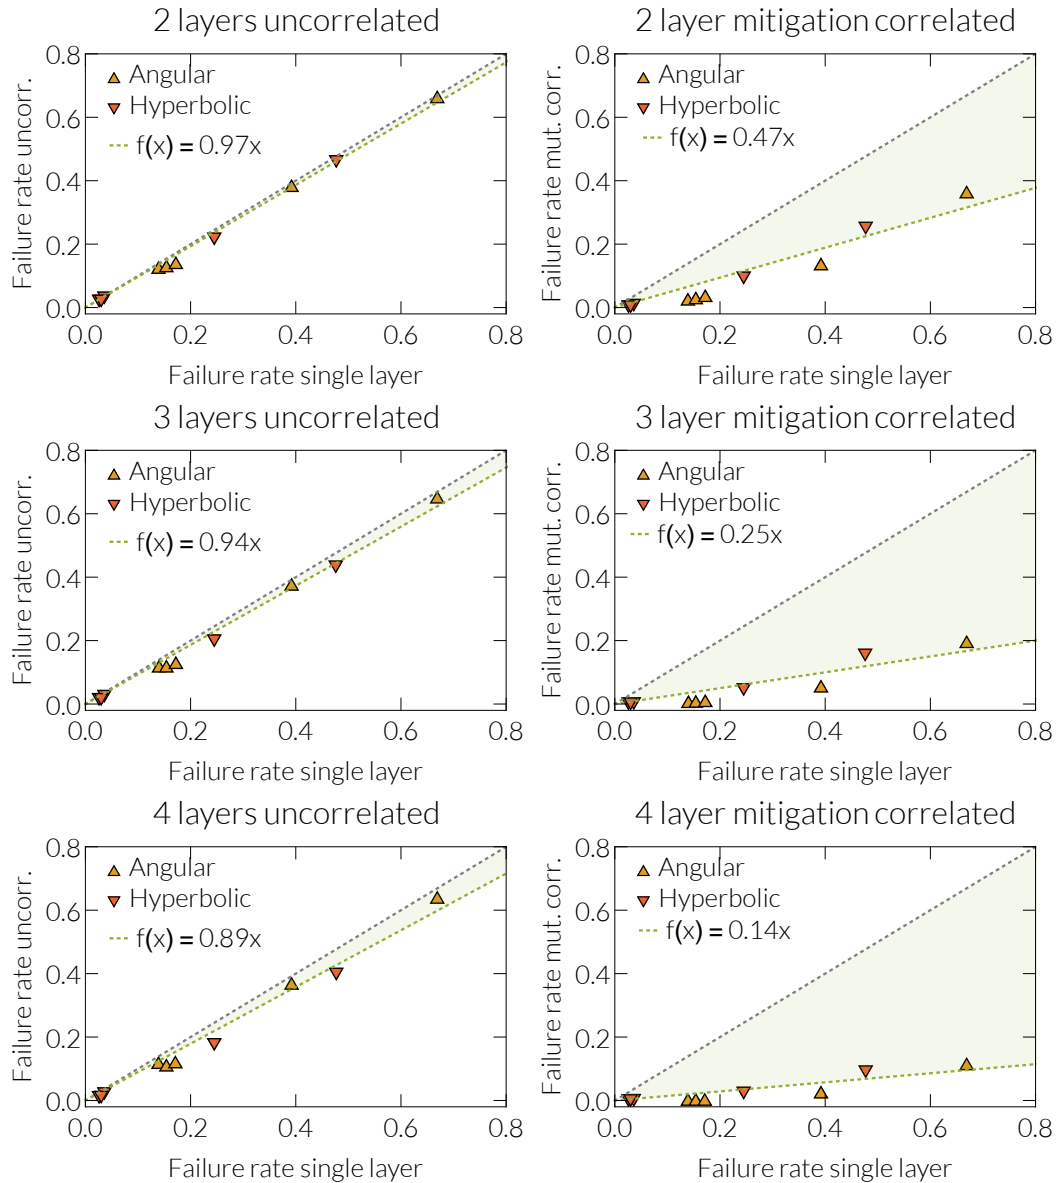 2 layers uncorrelated
Failure rate uncorr.
0.8
0.6
0.4
0.2
0.0
Angular
Hyperbolic
f(x) = 0.97x
0.0 0.2 0.4 0.6 0.8
Failure rate single layer
2 layer mitigation correlated
Failure rate mut. corr.
0.8
0.6
0.4
0.2
0.0
Angular
Hyperbolic
f(x) = 0.47x
0.0 0.2 0.4 0.6 0.8
Failure rate single layer
3 layers uncorrelated
Failure rate uncorr.
0.8
0.6
0.4
0.2
0.0
Angular
Hyperbolic
f(x) = 0.94x
0.0 0.2 0.4 0.6 0.8
Failure rate single layer
3 layer mitigation correlated
Failure rate mut. corr.
0.8
0.6
0.4
0.2
0.0
Angular
Hyperbolic
f(x) = 0.25x
0.0 0.2 0.4 0.6 0.8
Failure rate single layer
4 layers uncorrelated
Failure rate uncorr.
0.8
0.6
0.4
0.2
0.0
Angular
Hyperbolic
f(x) = 0.89x
0.0 0.2 0.4 0.6 0.8
Failure rate single layer
4 layer mitigation correlated
Failure rate mut. corr.
0.8
0.6
0.4
0.2
0.0
Angular
Hyperbolic
f(x) = 0.14x
0.0 0.2 0.4 0.6 0.8
Failure rate single layer